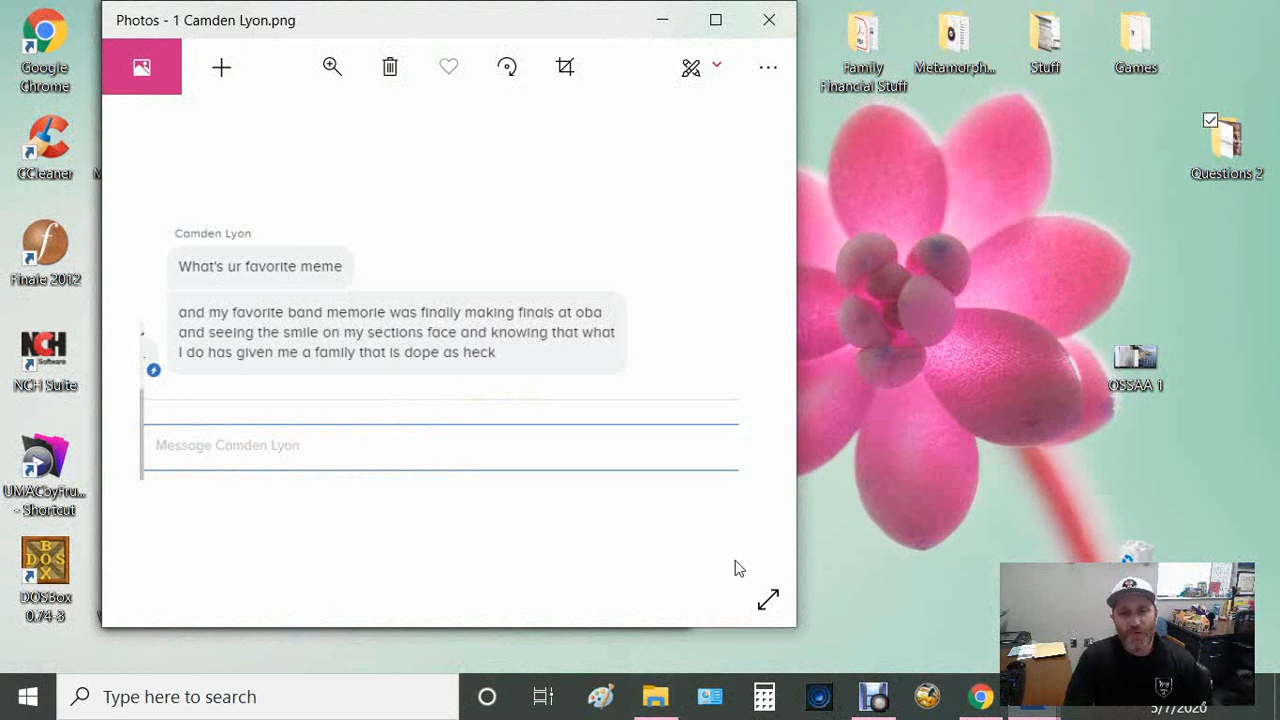 Photos - 1 Camden Lyon.png
Google
Chrome
CCleaner
Finale 2012
NCH Suite
UMACbyFru...
- Shortcut
DOSBox
0.74-3
Camden Lyon
What's ur favorite meme
and my favorite band memorie was finally making finals at oba
and seeing the smile on my sections face and knowing that what
I do has given me a family that is dope as heck
Message Camden Lyon
Family
Financial Stuff
Metamorph...
Stuff
Games
Questions 2
OSSAA 1
Type here to search
5/7/2020